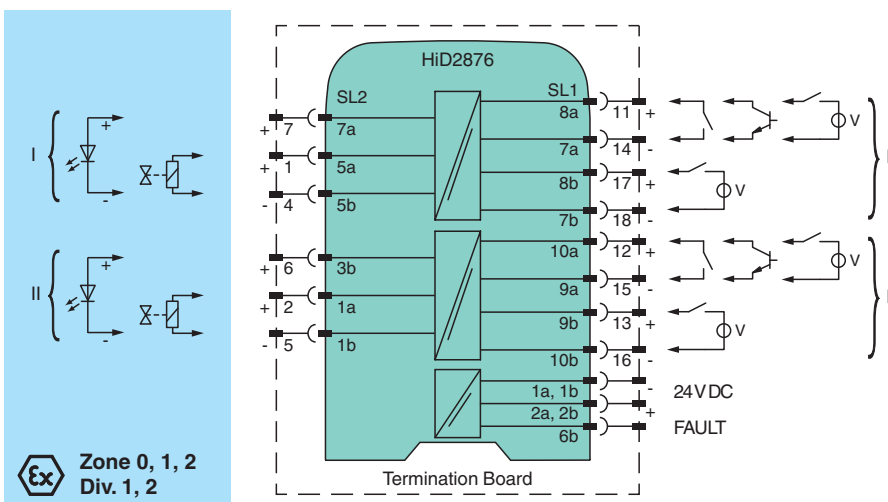 HiD2876
SL2
SL1
8a
11
+
+
7
7a
7a
14
-
V
I
+
+
1
5a
8b
17
+
-
-
4
5b
7b
18
-
V
I
10a
12
+
+
6
3b
9a
15
-
V
II
+
+
2
1a
9b
13
+
-
-
5
1b
10b
16
-
V
I
1a, 1b
-
24V DC
2a, 2b
+
6b
FAULT
Ex
Zone 0, 1, 2
Div. 1, 2
Termination Board